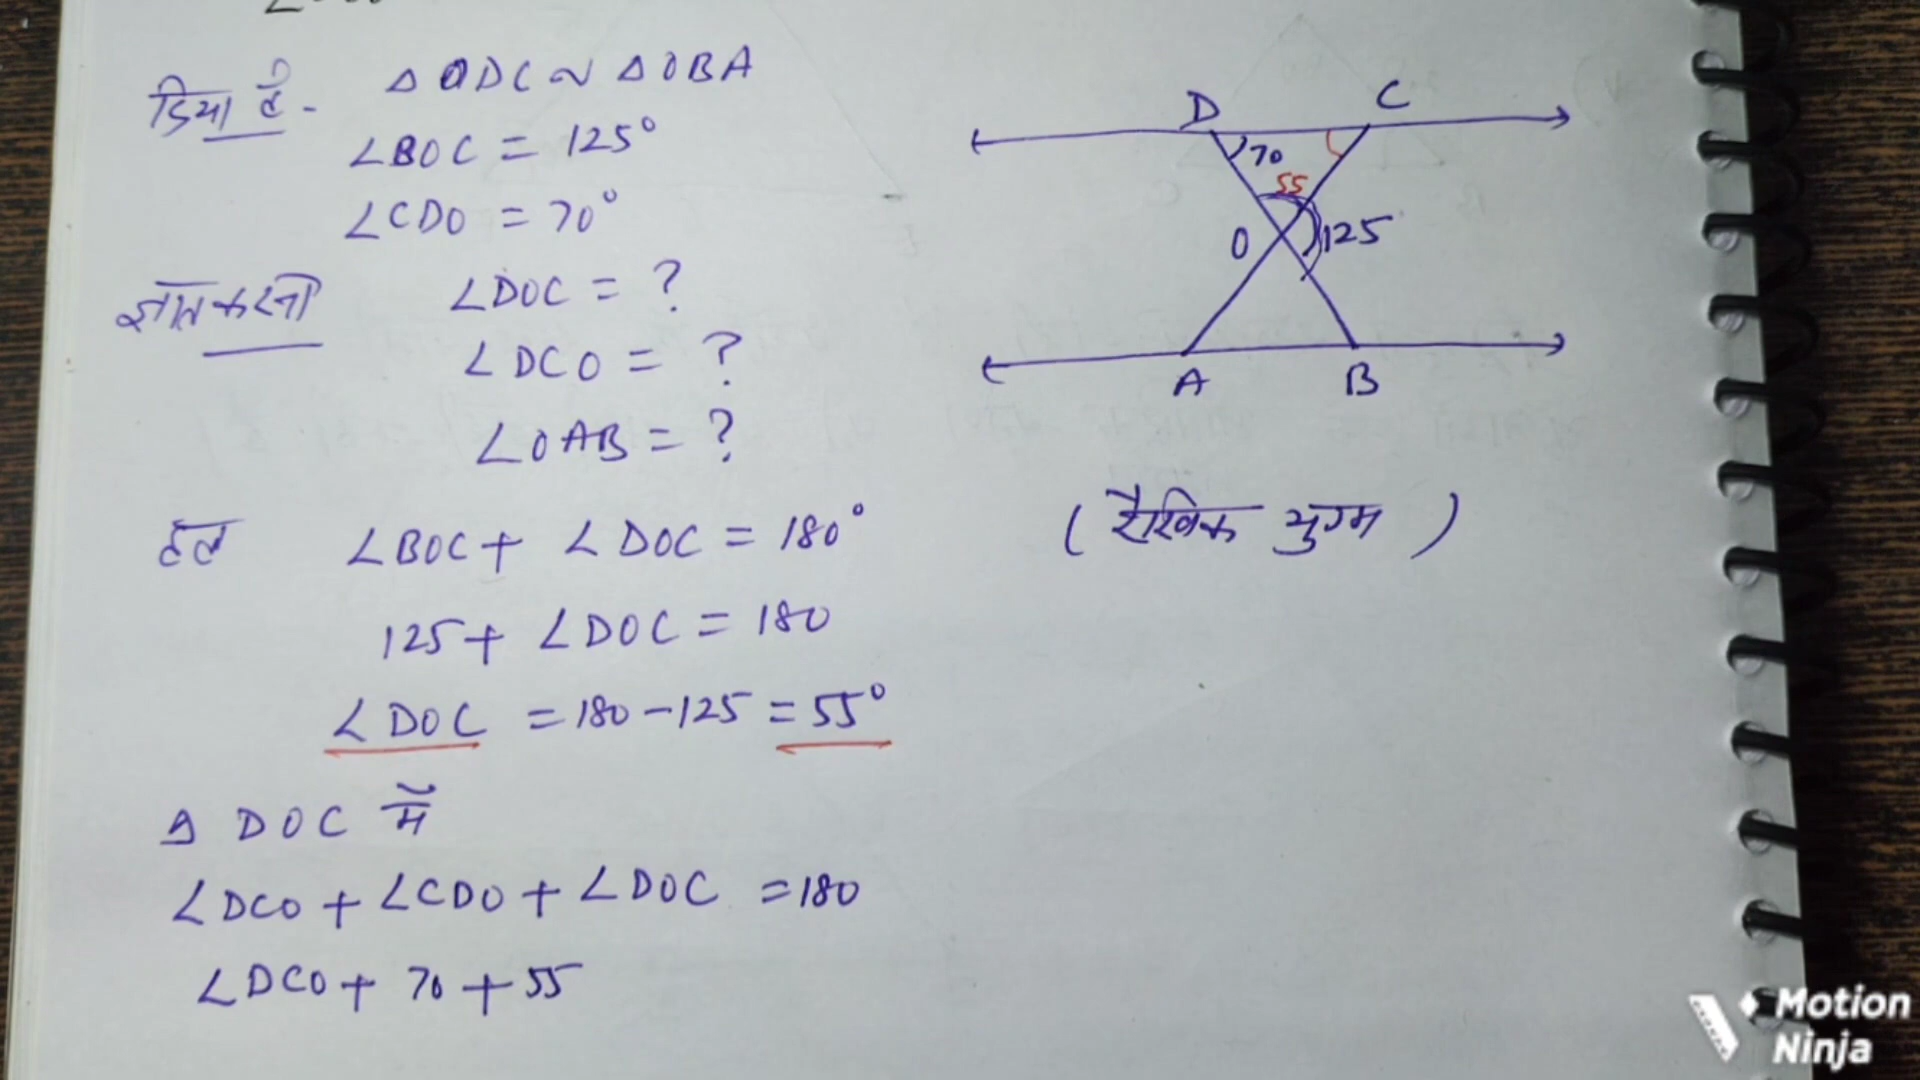 दिया है - △ODC ~ △OBA
∠BOC = 125°
∠CDO = 70°
ज्ञात करना ∠DOC = ?
∠DCO = ?
∠OAB = ?
D C
70
55
O 125
A B
हल ∠BOC + ∠DOC = 180° (रैखिक युग्म)
125 + ∠DOC = 180
∠DOC = 180 - 125 = 55°
△ DOC में
∠DCO + ∠CDO + ∠DOC = 180
∠DCO + 70 + 55
Motion
Ninja